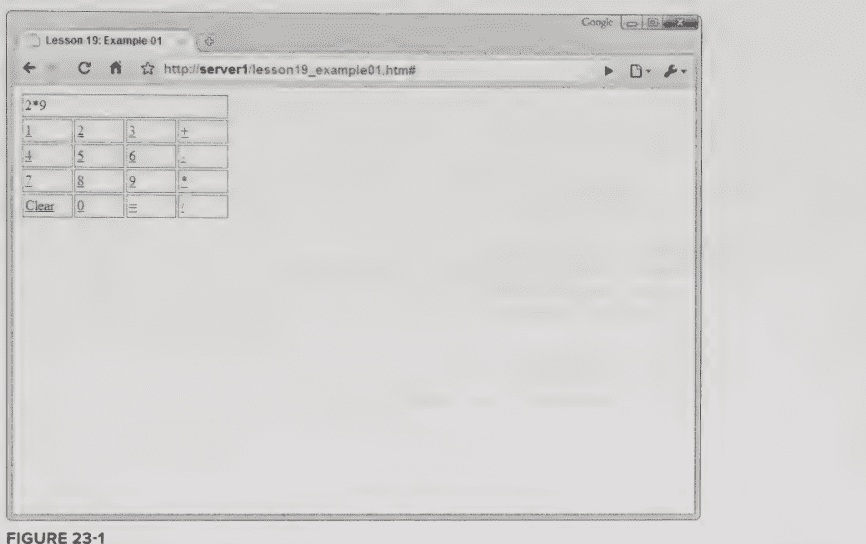 Google
Lesson 19: Example 01
http://server1/lesson19_example01.htm#
2*9
1 2 3 +
4 5 6 -
7 8 9 *
Clear 0 = /
FIGURE 23-1